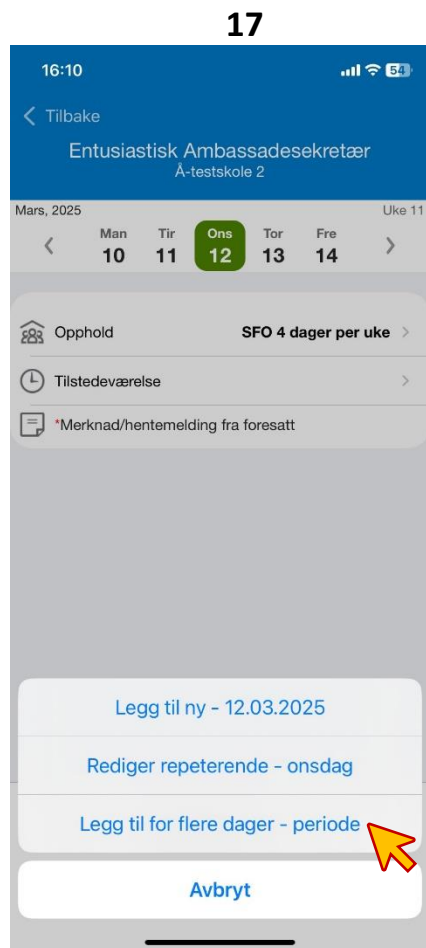 17
16:10
54
Tilbake
Entusiastisk Ambassadesekretær
Å-testskole 2
Mars, 2025 Uke 11
Man Tir Ons Tor Fre
10 11 12 13 14
Opphold SFO 4 dager per uke
Tilstedeværelse
*Merknad/hentemelding fra foresatt
Legg til ny - 12.03.2025
Rediger repeterende - onsdag
Legg til for flere dager - periode
Avbryt